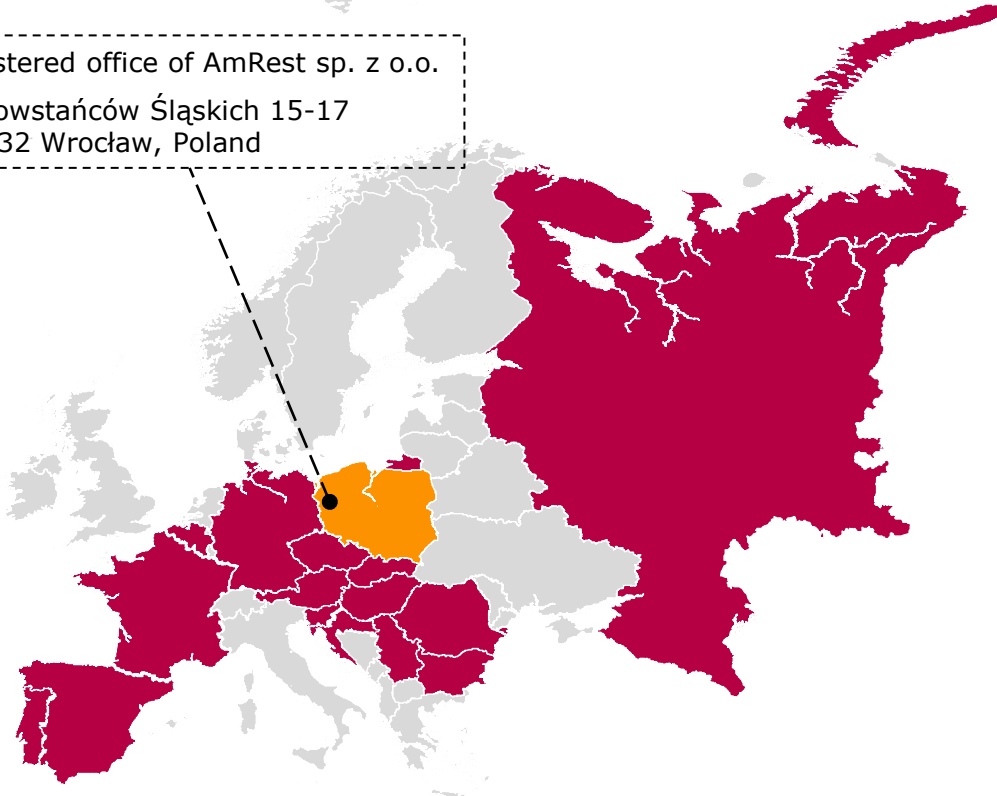 stered office of AmRest sp. z o.o.
owstańców Śląskich 15-17
32 Wrocław, Poland